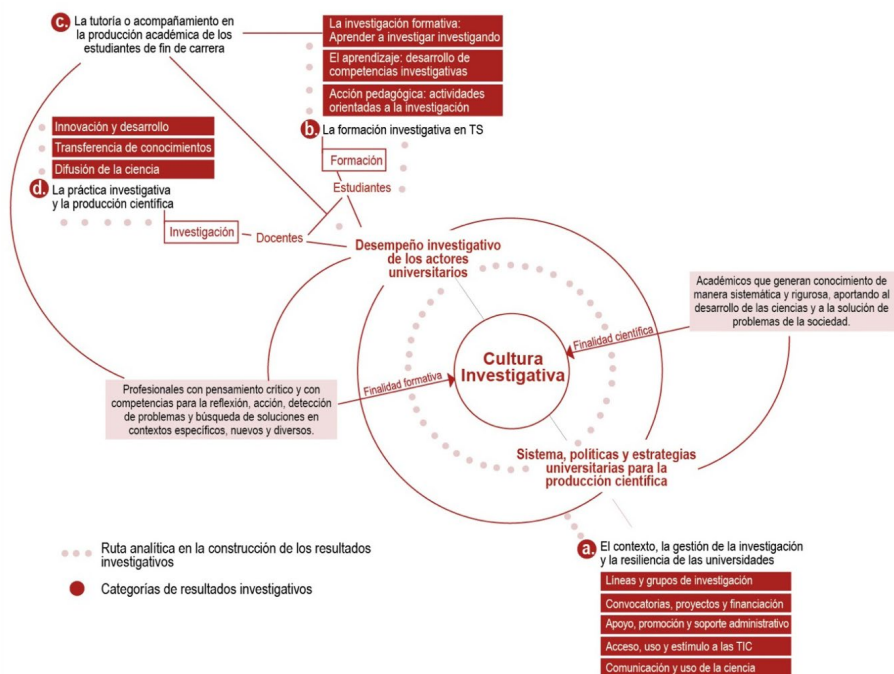 c. La tutoría o acompañamiento en
la producción académica de los
estudiantes de fin de carrera
La investigación formativa:
Aprender a investigar investigando
El aprendizaje: desarrollo de
competencias investigativas
Acción pedagógica: actividades
orientadas a la investigación
b. La formación investigativa en TS
Formación
Estudiantes
Innovación y desarrollo
Transferencia de conocimientos
Difusión de la ciencia
d. La práctica investigativa
y la producción científica
Investigación
Docentes
Desempeño investigativo
de los actores
universitarios
Académicos que generan conocimiento de
manera sistemática y rigurosa, aportando al
desarrollo de las ciencias y a la solución de
problemas de la sociedad.
Finalidad científica
Cultura
Investigativa
Finalidad formativa
Profesionales con pensamiento crítico y con
competencias para la reflexión, acción, detección
de problemas y búsqueda de soluciones en
contextos específicos, nuevos y diversos.
Sistema, políticas y estrategias
universitarias para la
producción científica
a. El contexto, la gestión de la investigación
y la resiliencia de las universidades
Líneas y grupos de investigación
Convocatorias, proyectos y financiación
Apoyo, promoción y soporte administrativo
Acceso, uso y estímulo a las TIC
Comunicación y uso de la ciencia
Ruta analítica en la construcción de los resultados
investigativos
Categorías de resultados investigativos